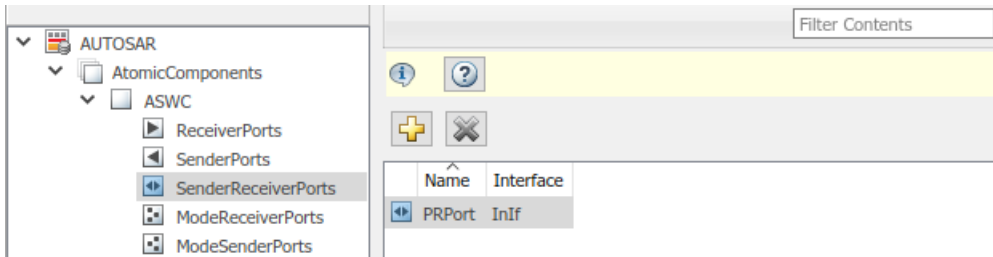 Filter Contents
AUTOSAR
AtomicComponents
ASWC
ReceiverPorts
SenderPorts
SenderReceiverPorts
ModeReceiverPorts
ModeSenderPorts
Name Interface
PRPort InIf